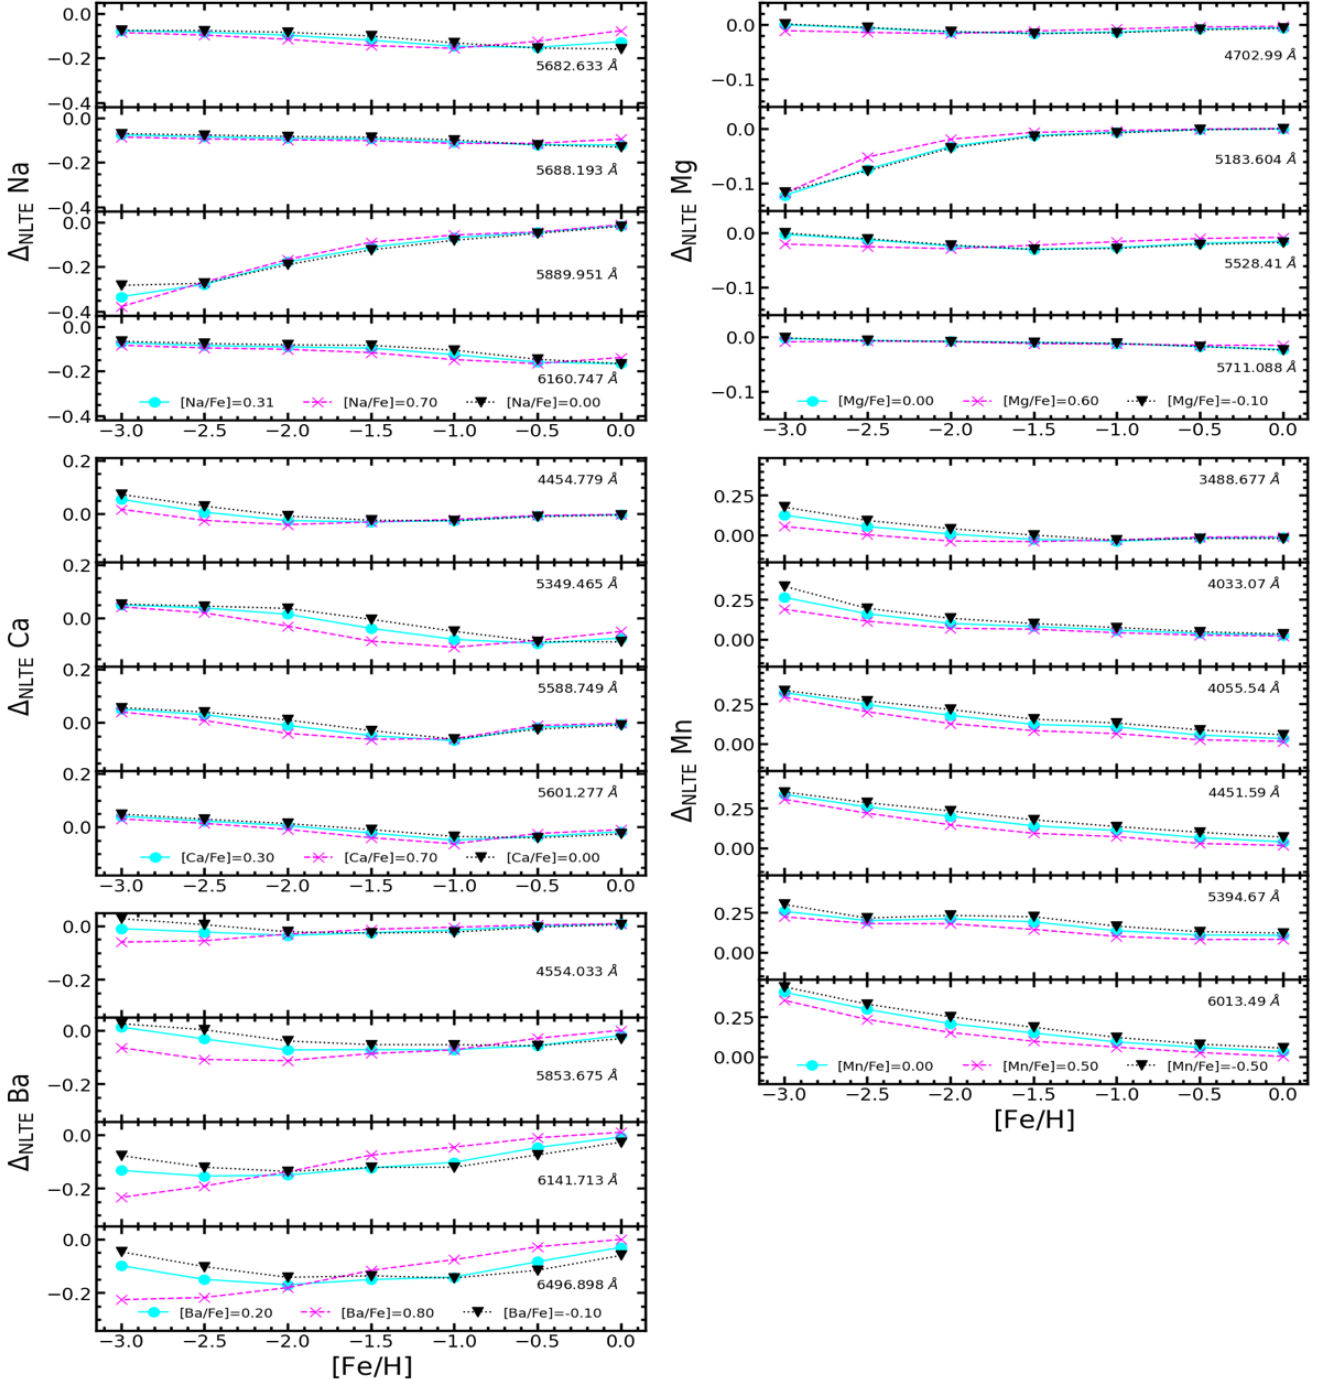 ΔNLTE Na
0.0
−0.2
−0.4
5682.633 Å
0.0
−0.2
−0.4
5688.193 Å
0.0
−0.2
−0.4
5889.951 Å
0.0
−0.2
−0.4
6160.747 Å
[Na/Fe]=0.31 [Na/Fe]=0.70 [Na/Fe]=0.00
−3.0 −2.5 −2.0 −1.5 −1.0 −0.5 0.0
ΔNLTE Mg
0.0
−0.1
4702.99 Å
0.0
−0.1
5183.604 Å
0.0
−0.1
5528.41 Å
0.0
−0.1
5711.088 Å
[Mg/Fe]=0.00 [Mg/Fe]=0.60 [Mg/Fe]=-0.10
−3.0 −2.5 −2.0 −1.5 −1.0 −0.5 0.0
ΔNLTE Ca
0.2
0.0
4454.779 Å
0.2
0.0
5349.465 Å
0.2
0.0
5588.749 Å
0.2
0.0
5601.277 Å
[Ca/Fe]=0.30 [Ca/Fe]=0.70 [Ca/Fe]=0.00
−3.0 −2.5 −2.0 −1.5 −1.0 −0.5 0.0
ΔNLTE Mn
0.25
0.00
3488.677 Å
0.25
0.00
4033.07 Å
0.25
0.00
4055.54 Å
0.25
0.00
4451.59 Å
0.25
0.00
5394.67 Å
0.25
0.00
6013.49 Å
[Mn/Fe]=0.00 [Mn/Fe]=0.50 [Mn/Fe]=-0.50
−3.0 −2.5 −2.0 −1.5 −1.0 −0.5 0.0
[Fe/H]
ΔNLTE Ba
0.0
−0.2
4554.033 Å
0.0
−0.2
5853.675 Å
0.0
−0.2
6141.713 Å
0.0
−0.2
6496.898 Å
[Ba/Fe]=0.20 [Ba/Fe]=0.80 [Ba/Fe]=-0.10
−3.0 −2.5 −2.0 −1.5 −1.0 −0.5 0.0
[Fe/H]